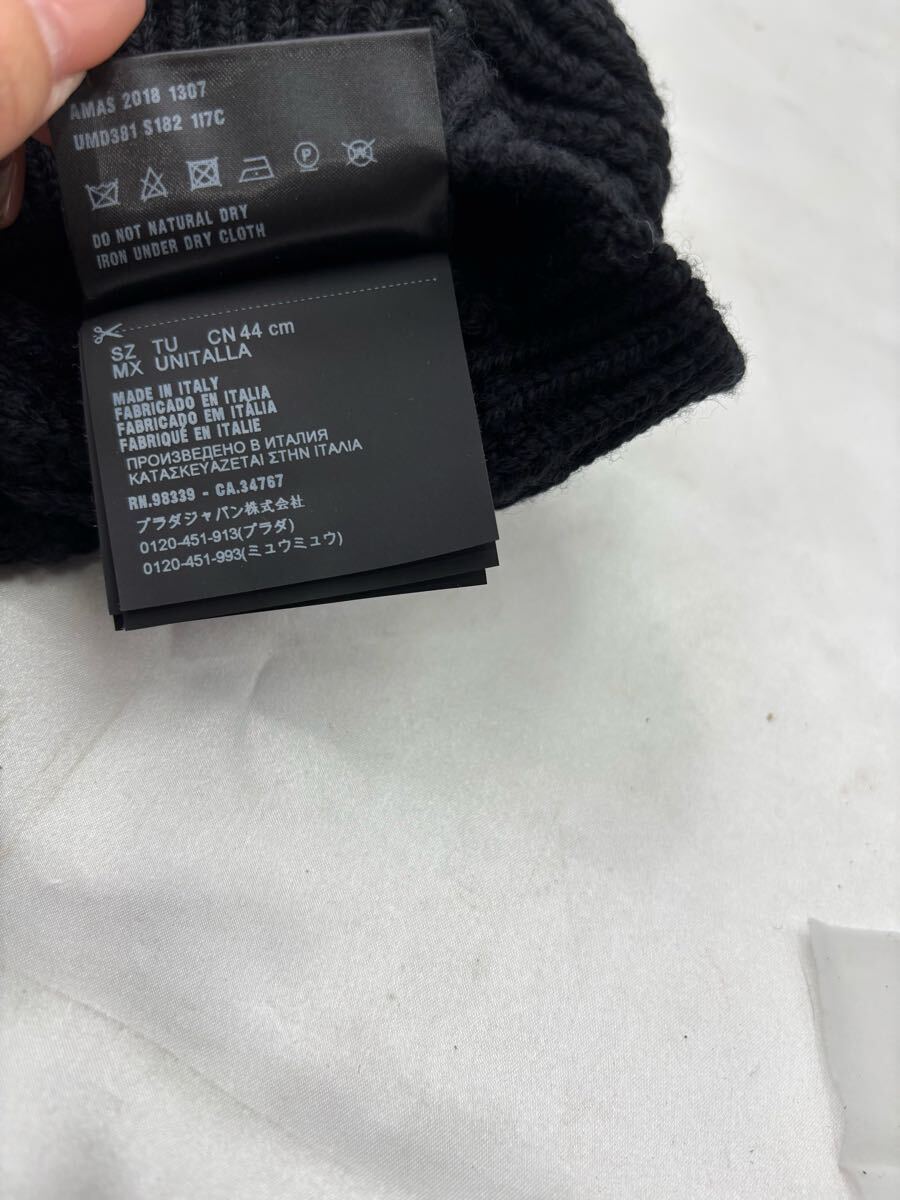 AMAS 2018 1307
UMD381 S182 1I7C
P
DO NOT NATURAL DRY
IRON UNDER DRY CLOTH
SZ TU CN 44 cm
MX UNITALLA
MADE IN ITALY
FABRICADO EN ITALIA
FABRICADO EM ITÁLIA
FABRIQUÉ EN ITALIE
ПРОИЗВЕДЕНО В ИТАЛИЯ
ΚΑΤΑΣΚΕΥΑΖΕΤΑΙ ΣΤΗΝ ΙΤΑΛΙΑ
RN.98339 - CA.34767
プラダジャパン株式会社
0120-451-913(プラダ)
0120-451-993(ミュウミュウ)